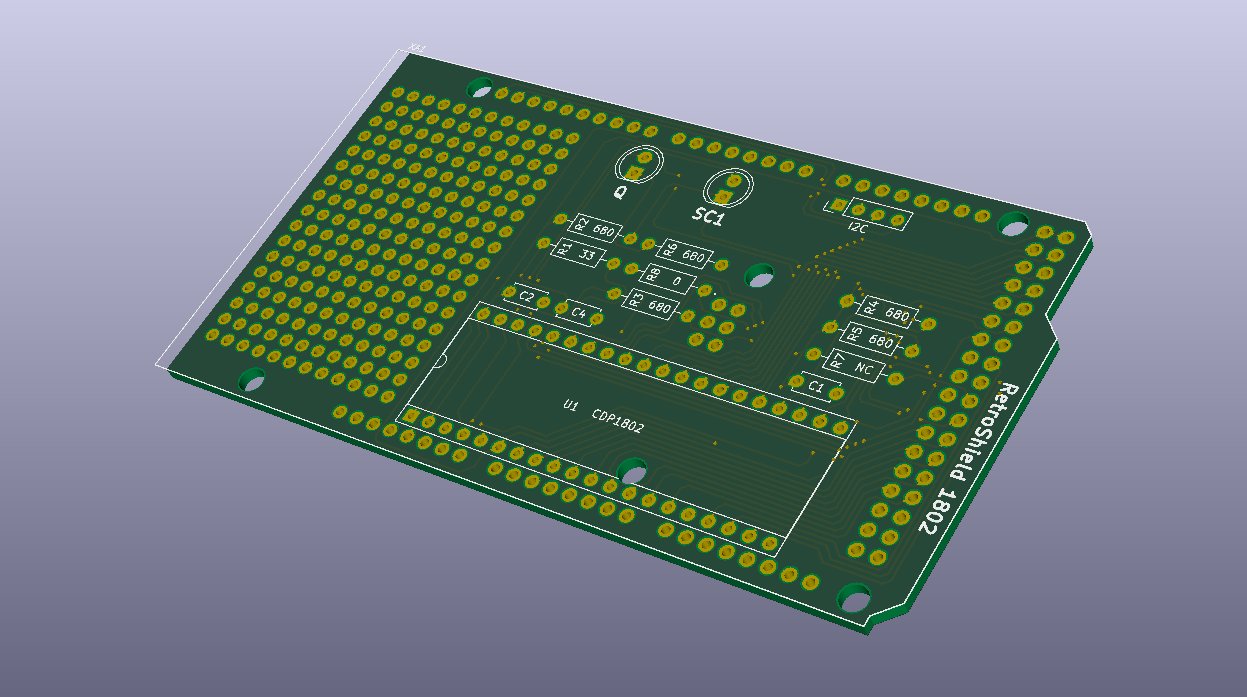 XA1
Q
SC1
I2C
R2 680
R1 33
R6 680
R8 0
R3 680
C2
C4
R4 680
R5 680
R7 NC
C1
U1 CDP1802
RetroShield 1802